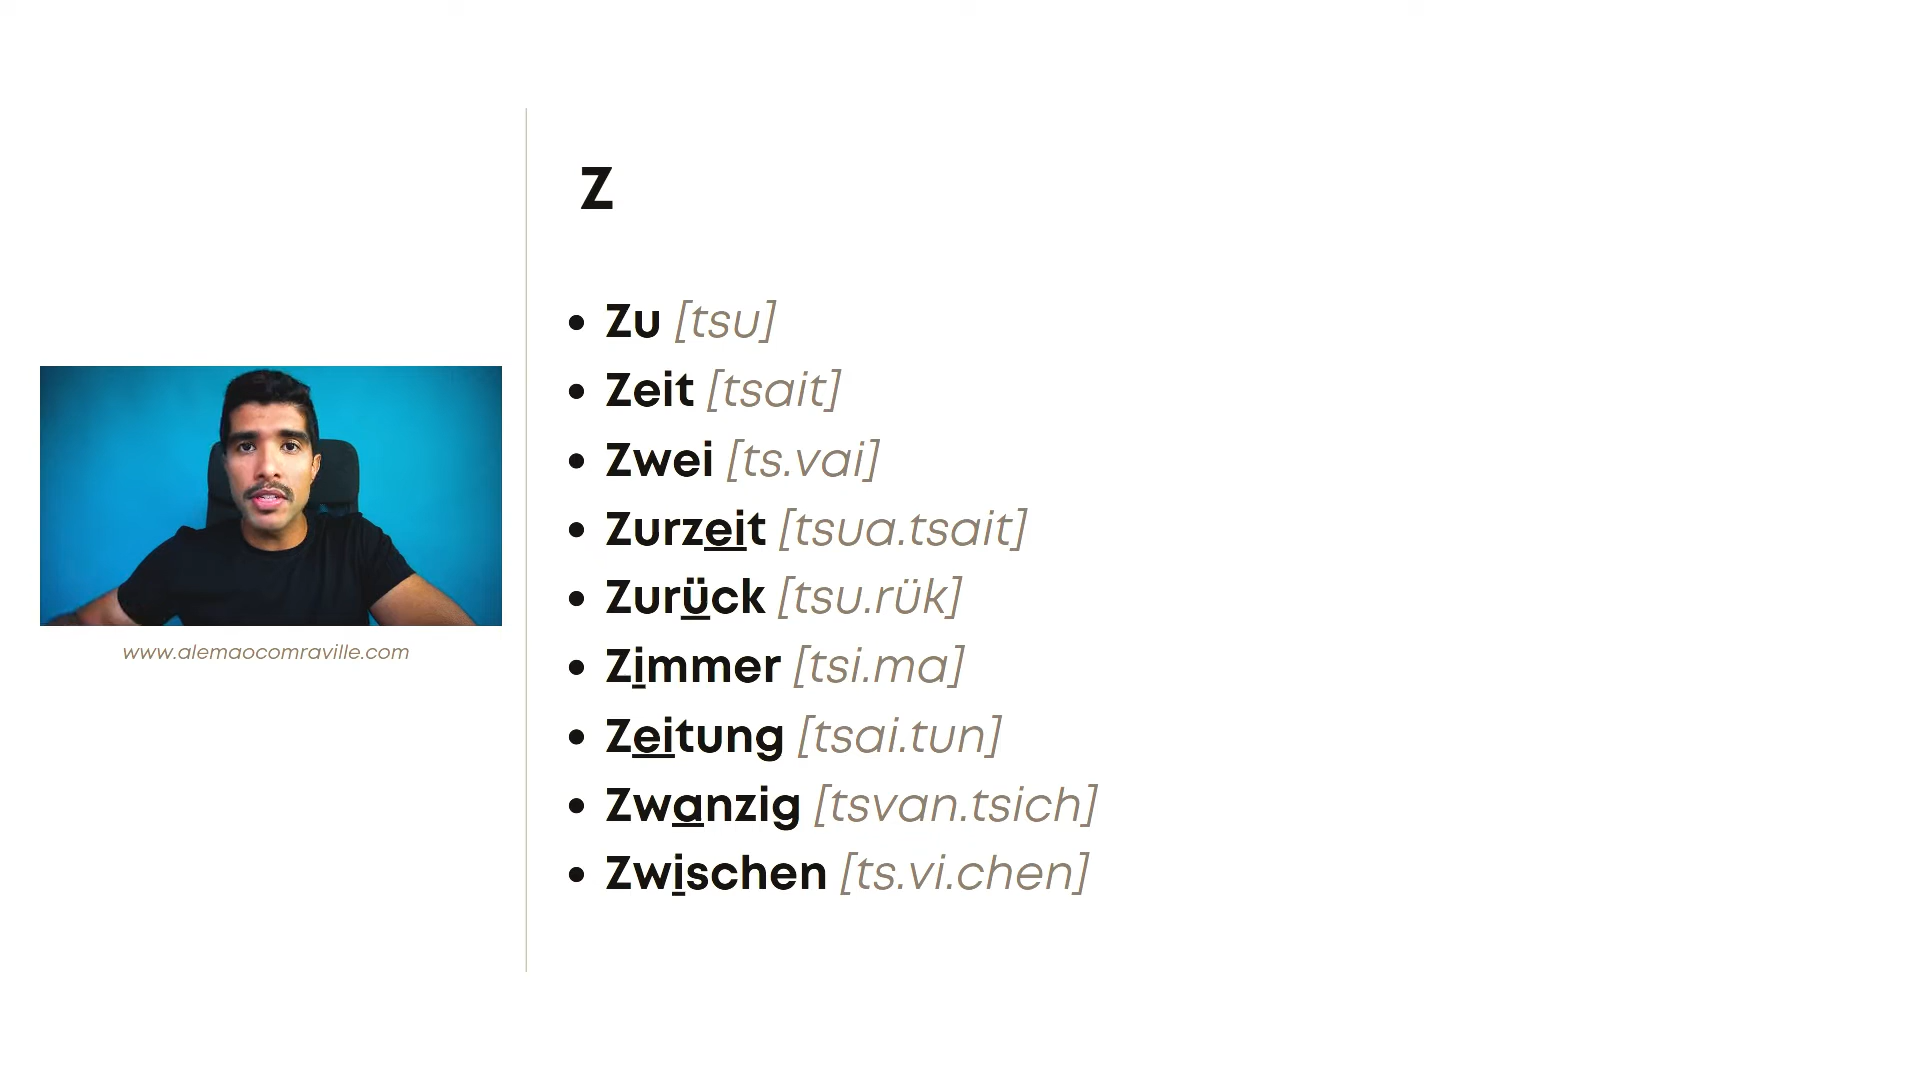 Z
Zu [tsu]
Zeit [tsait]
Zwei [ts.vai]
Zurzeit [tsua.tsait]
Zurück [tsu.rük]
Zimmer [tsi.ma]
Zeitung [tsai.tun]
Zwanzig [tsvan.tsich]
Zwischen [ts.vi.chen]
www.alemaocomraville.com